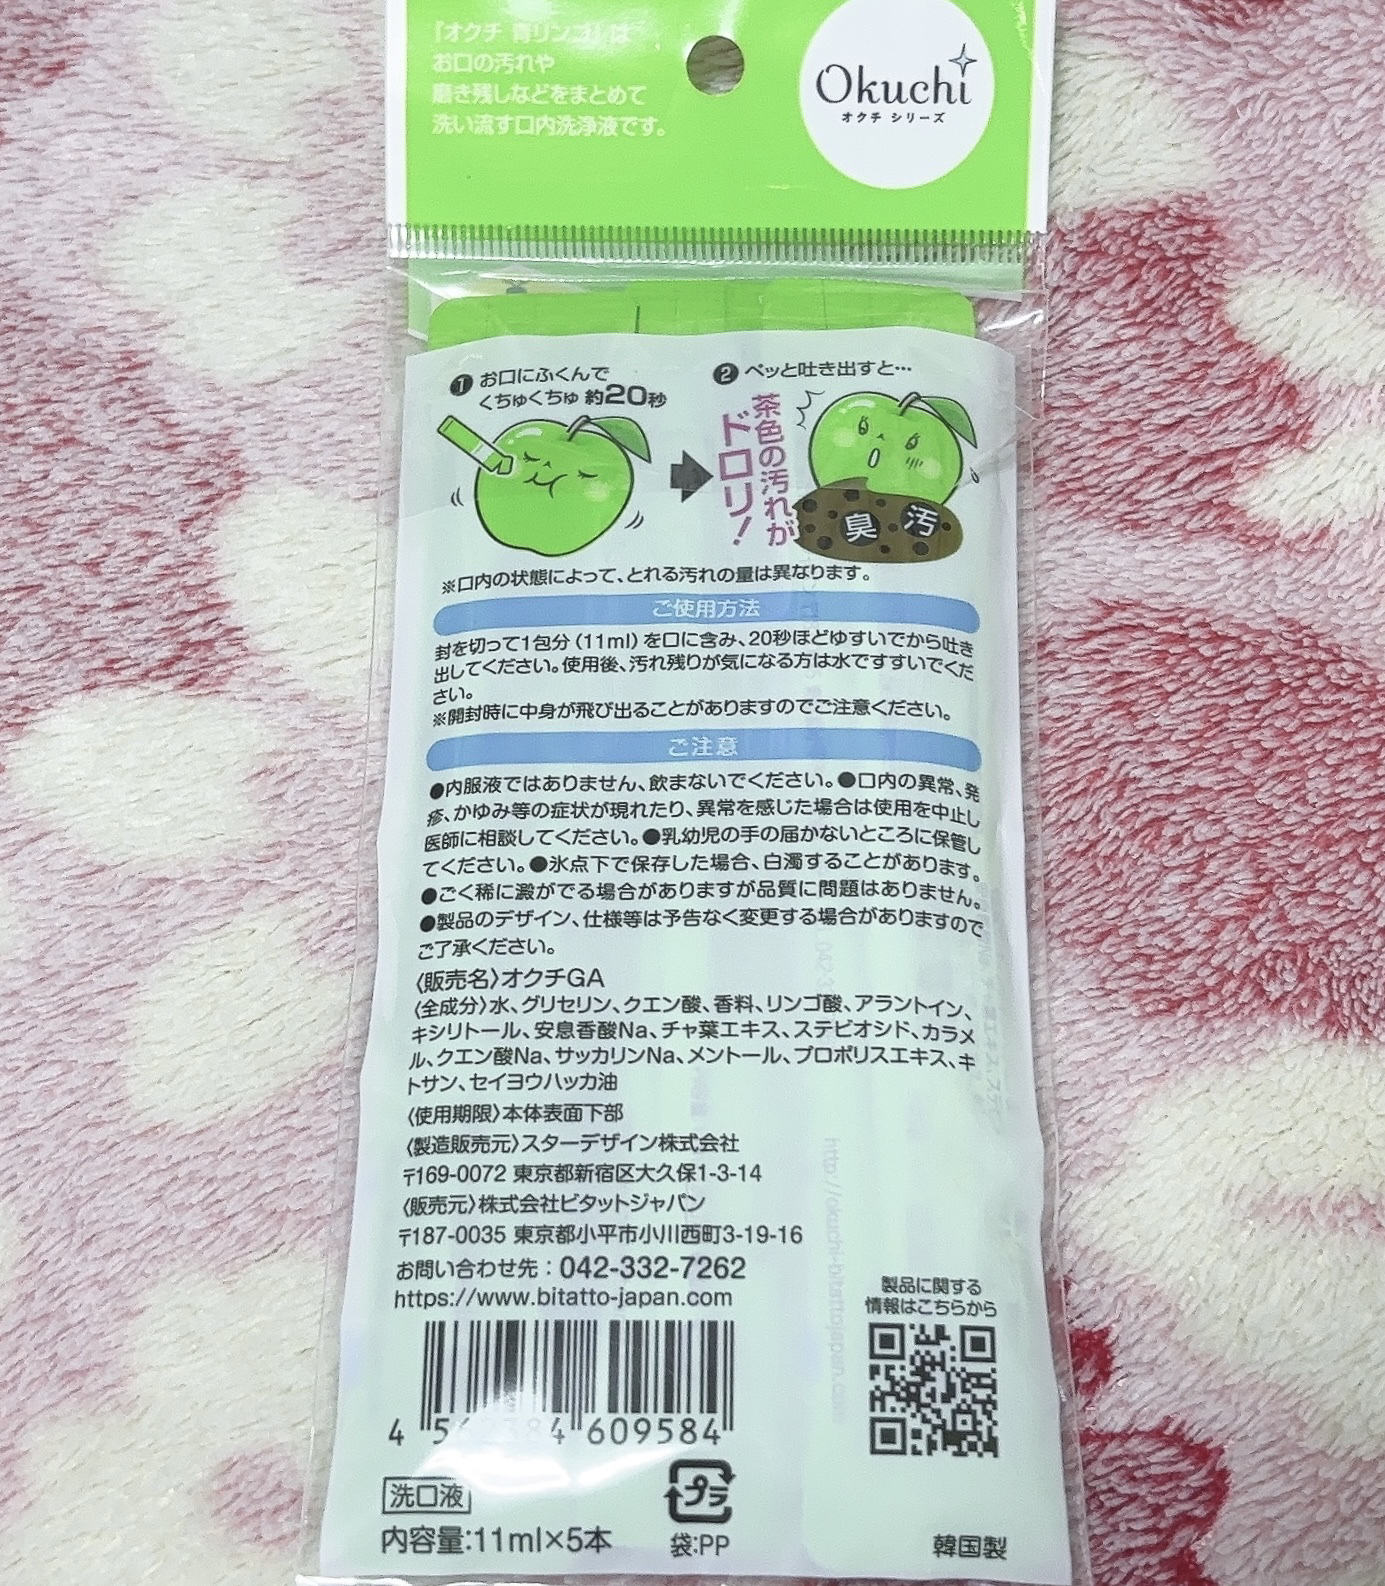 『オクチ 青リンゴ』は
お口の汚れや
磨き残しなどをまとめて
洗い流す口内洗浄液です。
Okuchi
オクチ シリーズ
❶ お口にふくんで
くちゅくちゅ 約20秒
❷ ペッと吐き出すと…
茶色の汚れが
ドロリ!
臭 汚
※口内の状態によって、とれる汚れの量は異なります。
ご使用方法
封を切って1包分(11ml)を口に含み、20秒ほどゆすいでから吐き
出してください。使用後、汚れ残りが気になる方は水ですすいでくだ
さい。
※開封時に中身が飛び出ることがありますのでご注意ください。
ご注意
●内服液ではありません、飲まないでください。●口内の異常、発
疹、かゆみ等の症状が現れたり、異常を感じた場合は使用を中止し
医師に相談してください。●乳幼児の手の届かないところに保管し
てください。●氷点下で保存した場合、白濁することがあります。
●ごく稀に澱がでる場合がありますが品質に問題はありません。
●製品のデザイン、仕様等は予告なく変更する場合がありますので
ご了承ください。
〈販売名〉オクチGA
〈全成分〉水、グリセリン、クエン酸、香料、リンゴ酸、アラントイン、
キシリトール、安息香酸Na、チャ葉エキス、ステビオシド、カラメ
ル、クエン酸Na、サッカリンNa、メントール、プロポリスエキス、キ
トサン、セイヨウハッカ油
〈使用期限〉本体表面下部
〈製造販売元〉スターデザイン株式会社
〒169-0072 東京都新宿区大久保1-3-14
〈販売元〉株式会社ビタットジャパン
〒187-0035 東京都小平市小川西町3-19-16
お問い合わせ先：042-332-7262
https://www.bitatto-japan.com
製品に関する
情報はこちらから
609584
洗口液
内容量:11ml×5本
プラ
袋:PP
韓国製